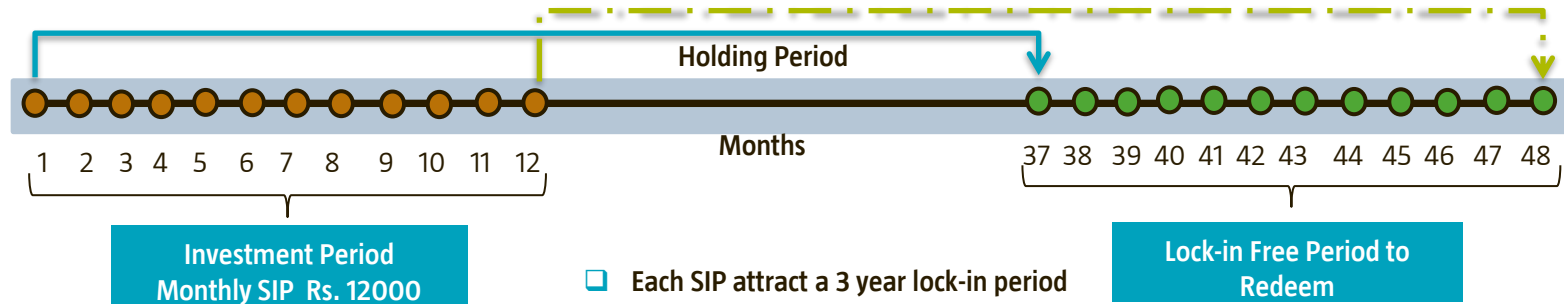 Holding Period
Months
1 2 3 4 5 6 7 8 9 10 11 12
37 38 39 40 41 42 43 44 45 46 47 48
Investment Period
Monthly SIP Rs. 12000
Each SIP attract a 3 year lock-in period
Lock-in Free Period to
Redeem